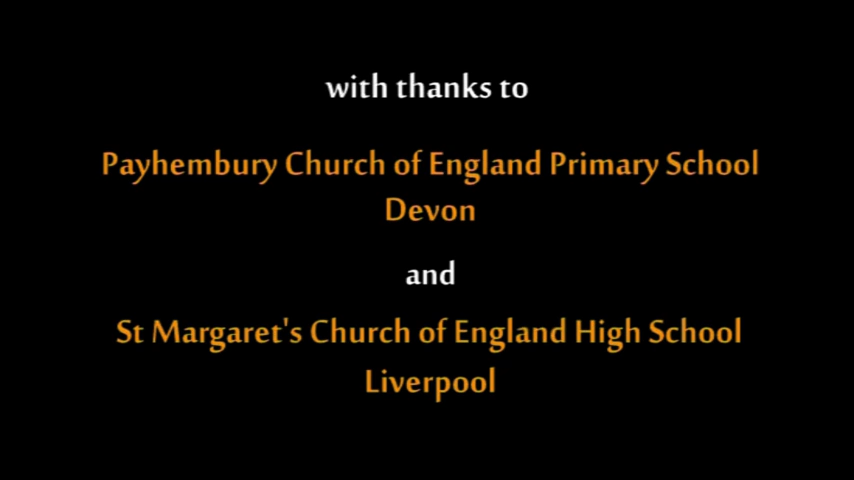 with thanks to
Payhembury Church of England Primary School
Devon
and
St Margaret's Church of England High School
Liverpool